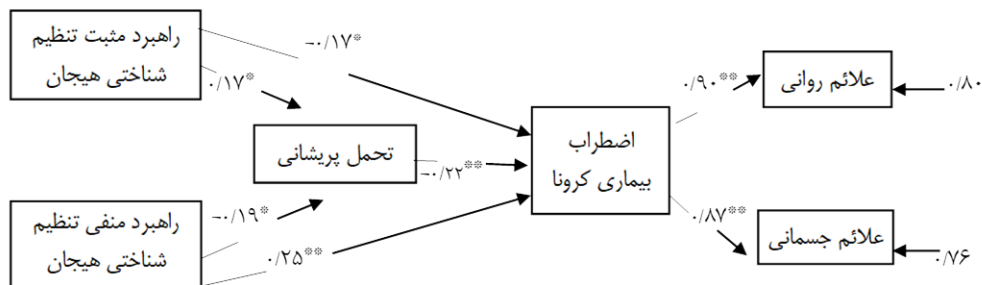 راهبرد مثبت تنظیم
شناختی هیجان
-۰/۱۷*
۰/۱۷*
تحمل پریشانی
-۰/۲۲**
راهبرد منفی تنظیم
شناختی هیجان
-۰/۱۹*
۰/۲۵**
اضطراب
بیماری کرونا
۰/۹۰**
علائم روانی
۰/۸۰
۰/۸۷**
علائم جسمانی
۰/۷۶